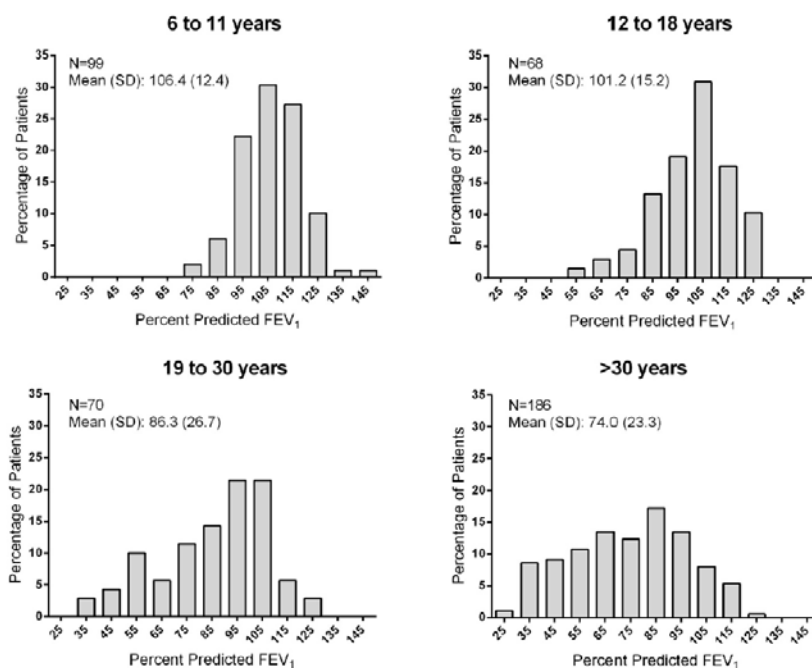 6 to 11 years
N=99
Mean (SD): 106.4 (12.4)
Percentage of Patients
35
30
25
20
15
10
5
0
25 35 45 55 65 75 85 95 105 115 125 135 145
Percent Predicted FEV1
12 to 18 years
N=68
Mean (SD): 101.2 (15.2)
Percentage of Patients
35
30
25
20
15
10
5
0
25 35 45 55 65 75 85 95 105 115 125 135 145
Percent Predicted FEV1
19 to 30 years
N=70
Mean (SD): 86.3 (26.7)
Percentage of Patients
35
30
25
20
15
10
5
0
25 35 45 55 65 75 85 95 105 115 125 135 145
Percent Predicted FEV1
>30 years
N=186
Mean (SD): 74.0 (23.3)
Percentage of Patients
35
30
25
20
15
10
5
0
25 35 45 55 65 75 85 95 105 115 125 135 145
Percent Predicted FEV1